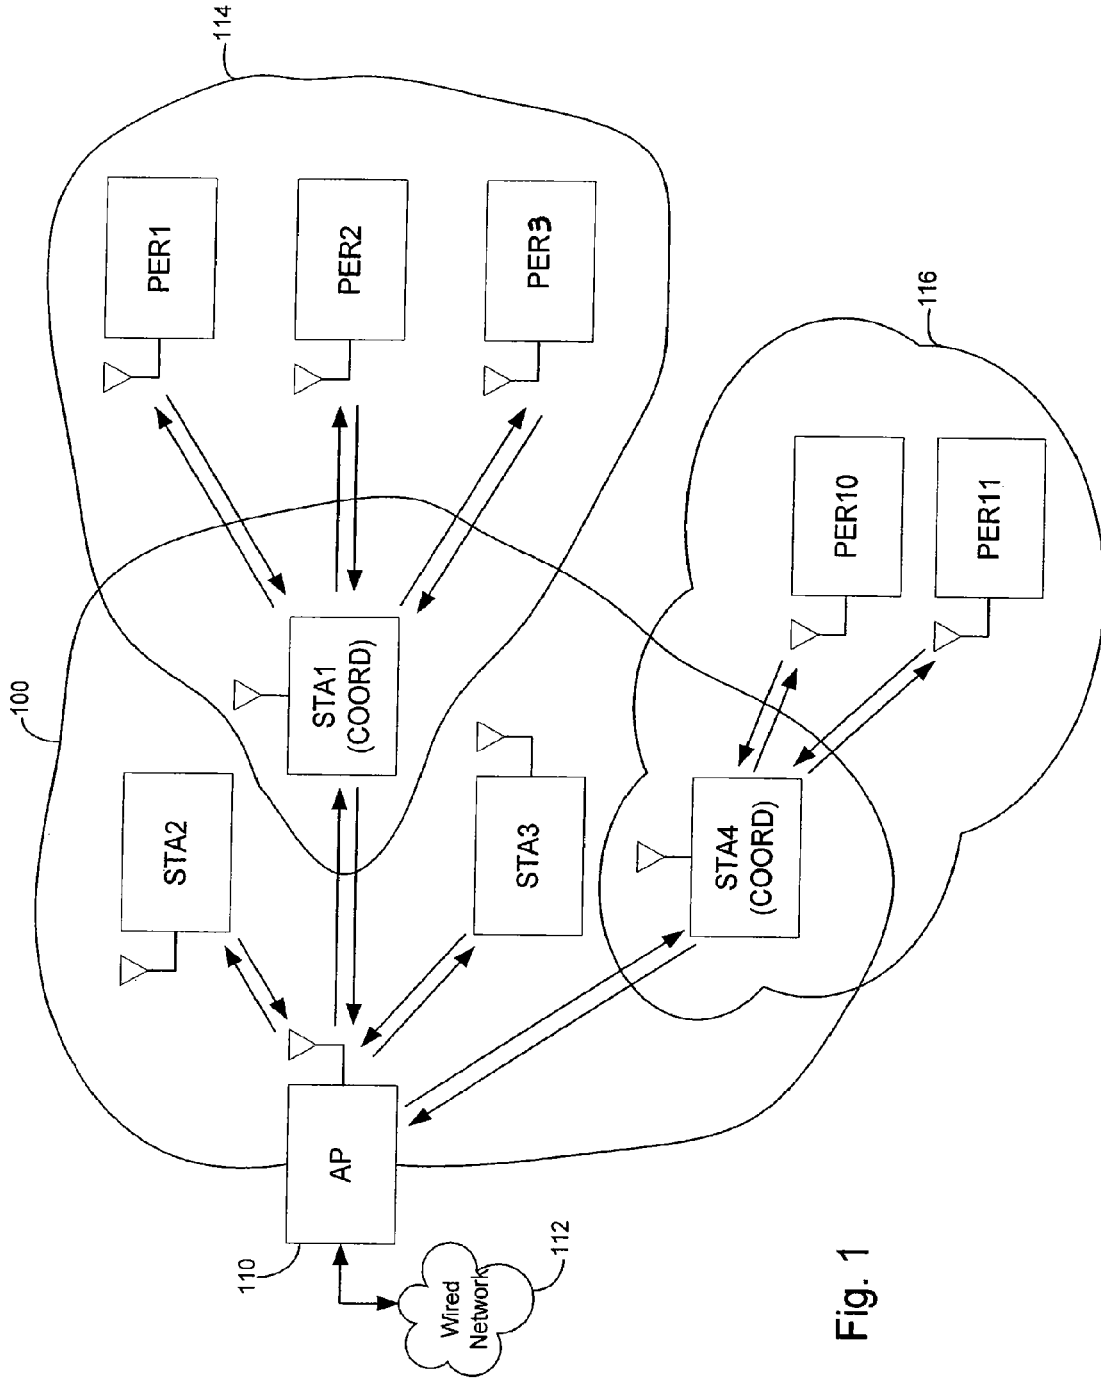 100
114
STA2
PER1
STA1
(COORD)
PER2
AP
110
STA3
PER3
Wired
Network
112
STA4
(COORD)
PER10
PER11
116
Fig. 1